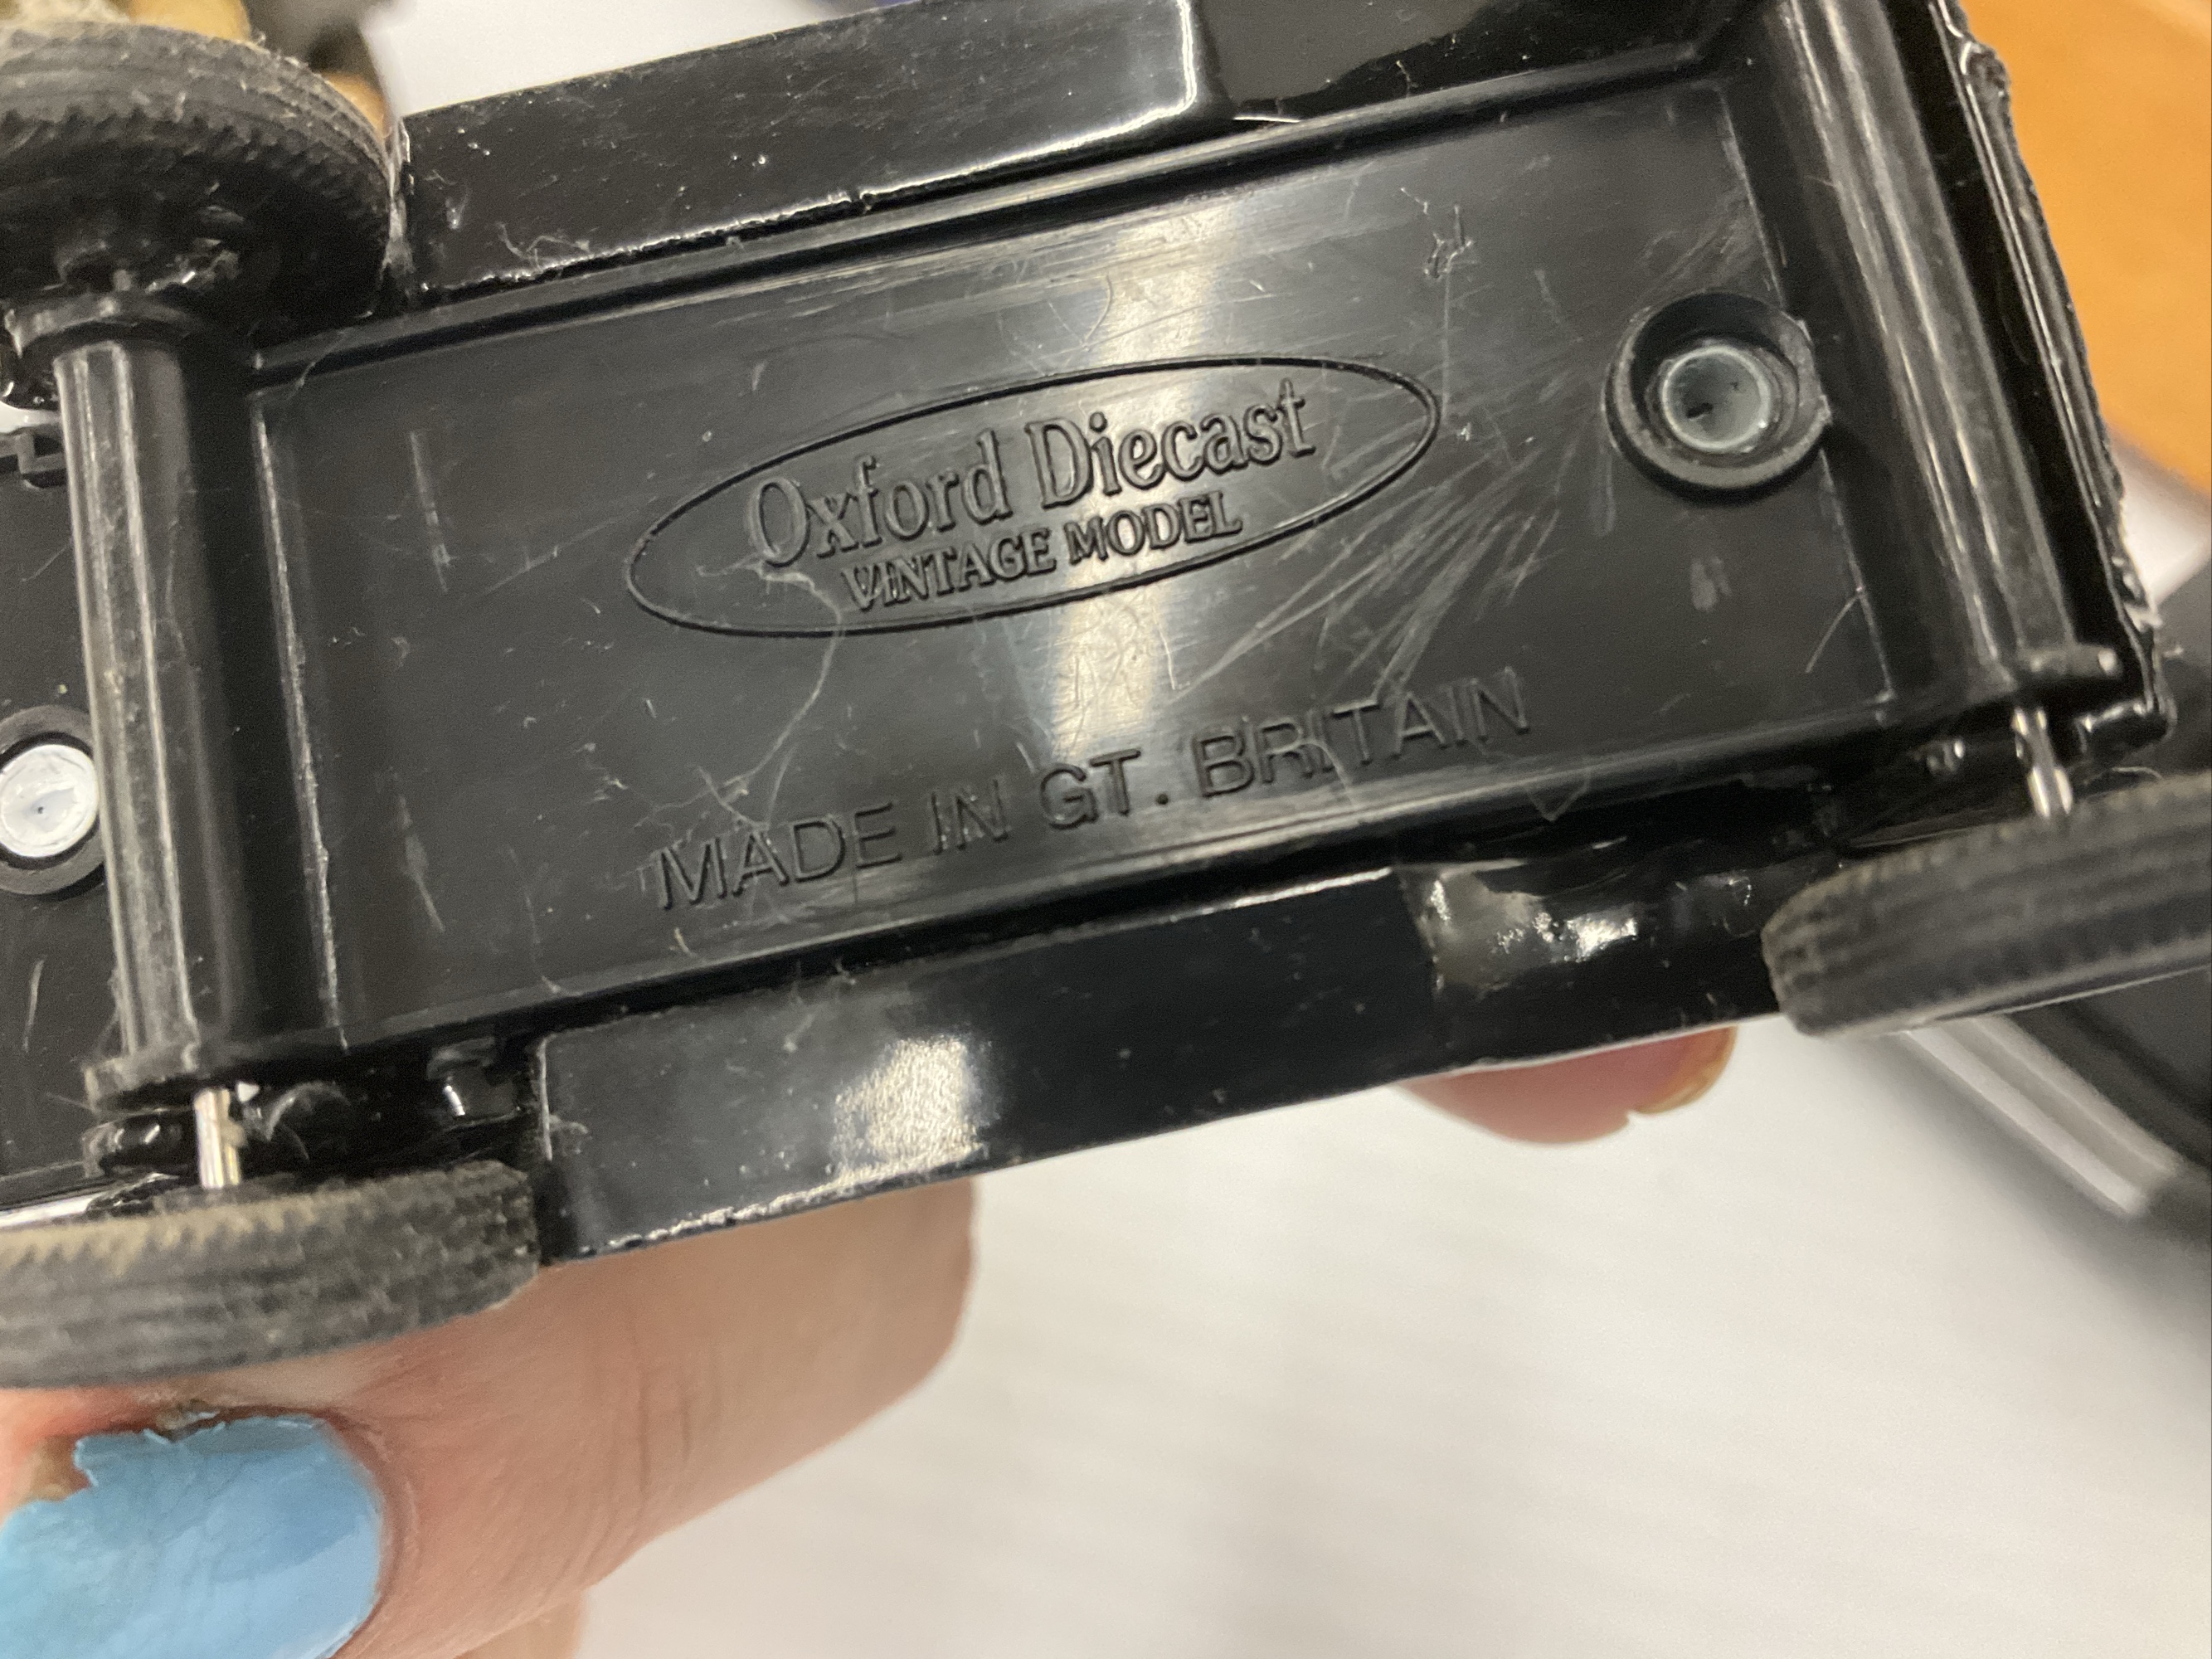 Oxford Diecast
VINTAGE MODEL
MADE IN GT. BRITAIN